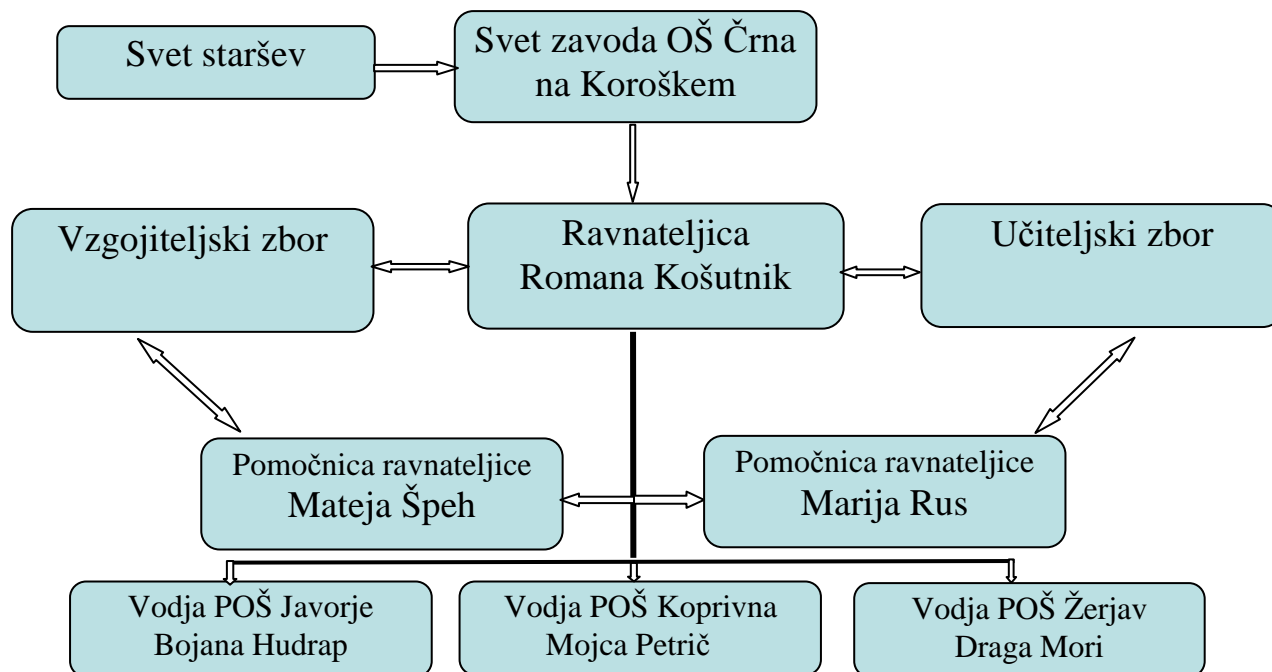 Svet staršev
Svet zavoda OŠ Črna
na Koroškem
Vzgojiteljski zbor
Ravnateljica
Romana Košutnik
Učiteljski zbor
Pomočnica ravnateljice
Mateja Špeh
Pomočnica ravnateljice
Marija Rus
Vodja POŠ Javorje
Bojana Hudrap
Vodja POŠ Koprivna
Mojca Petrič
Vodja POŠ Žerjav
Draga Mori